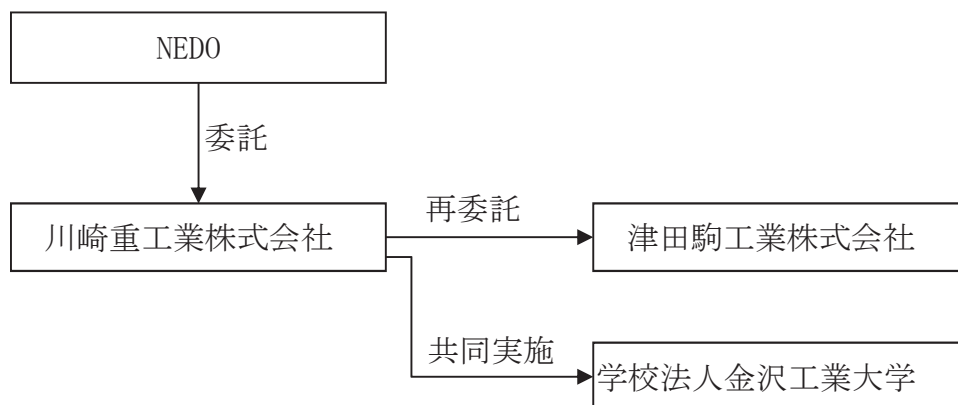 NEDO
委託
川崎重工業株式会社
再委託
津田駒工業株式会社
共同実施
学校法人金沢工業大学